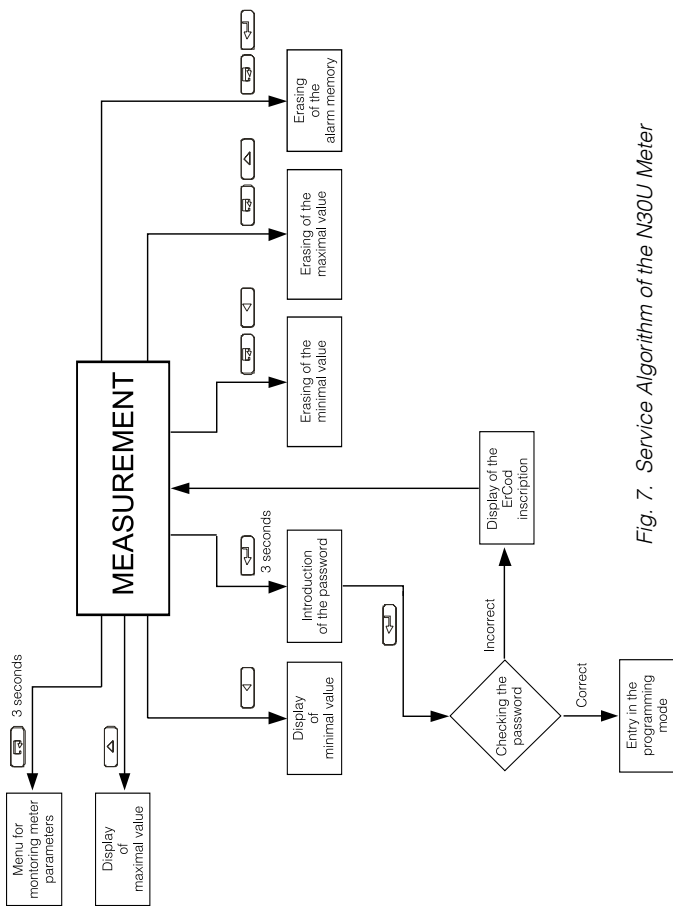 Menu for
montoring meter
parameters
3 seconds
Display
of
maximal value
MEASUREMENT
Display
of
minimal value
3 seconds
Introduction
of the password
Erasing of the
minimal value
Erasing of the
maximal value
Erasing
of the
alarm memory
Checking the
password
Incorrect
Display of the
ErCod
inscription
Correct
Entry in the
programming
mode
Fig. 7. Service Algorithm of the N30U Meter